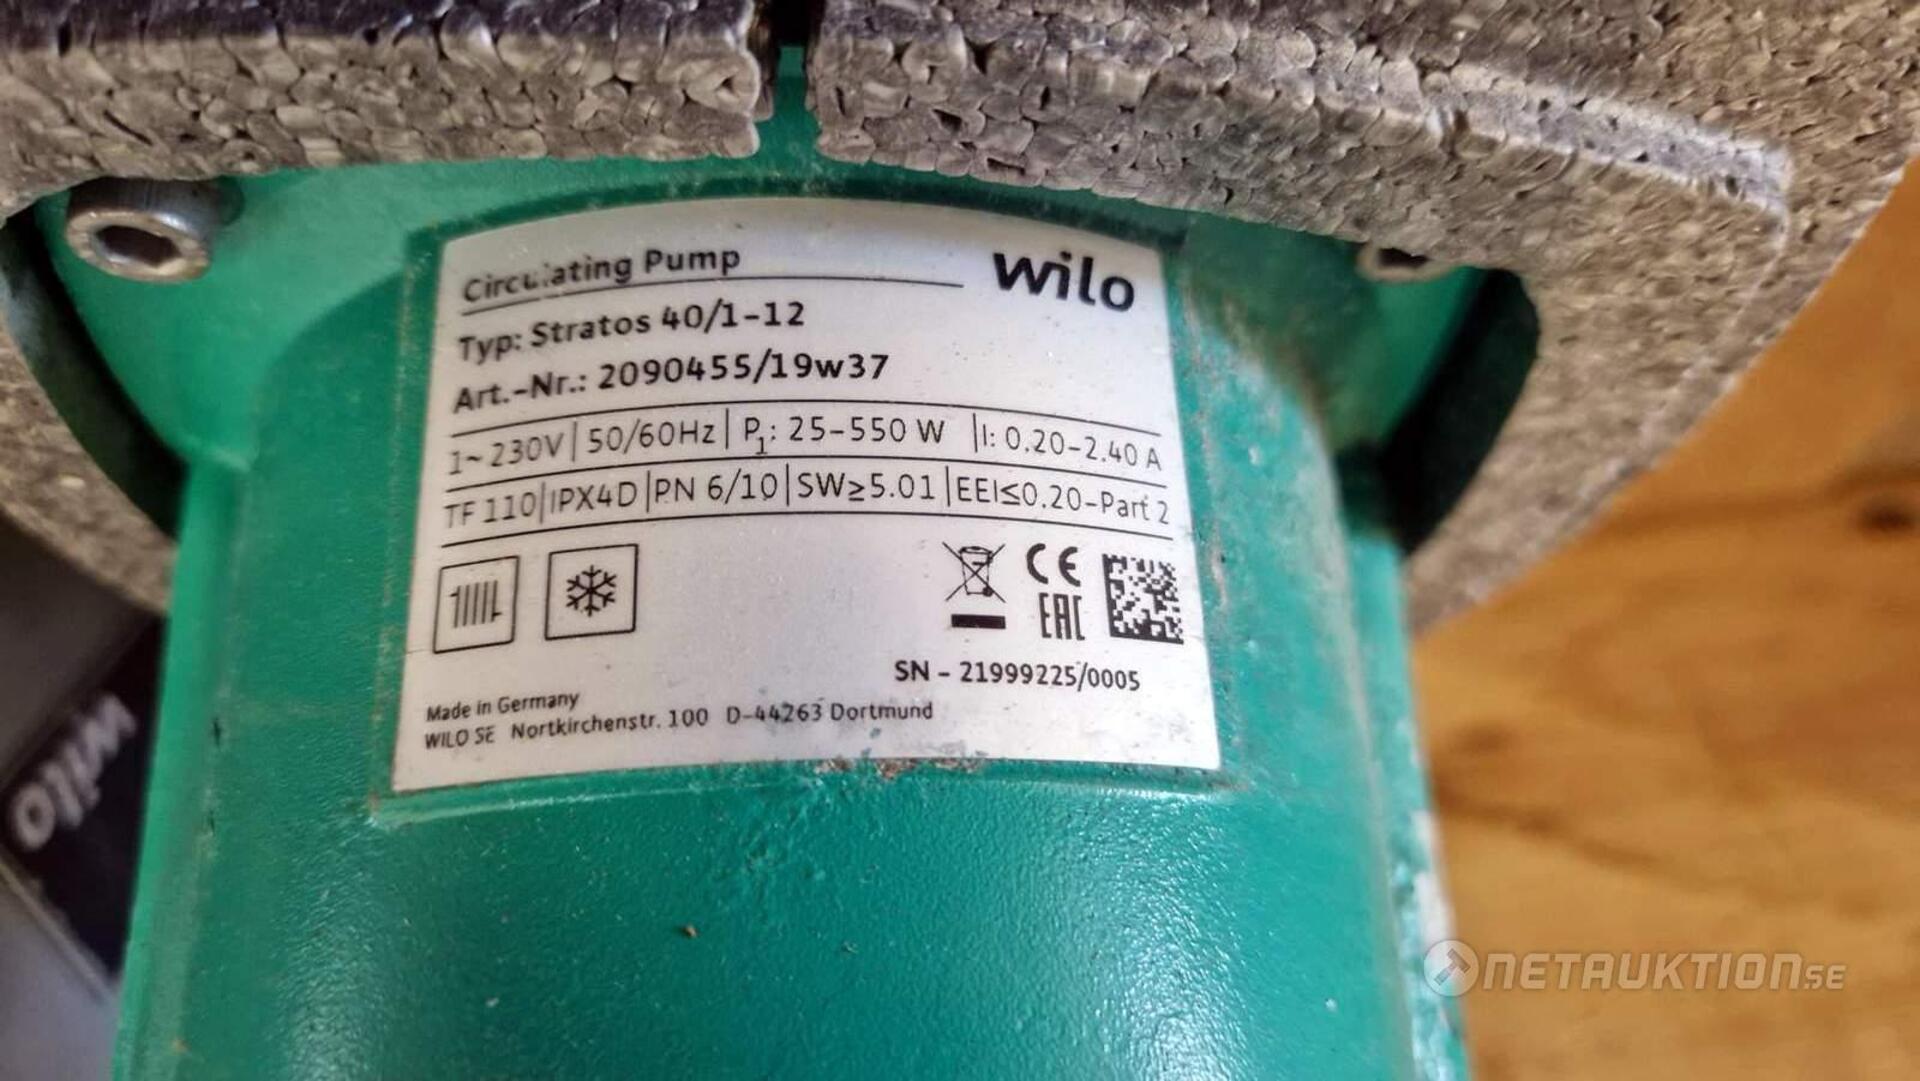 Circulating Pump
wilo
Typ: Stratos 40/1-12
Art.-Nr.: 2090455/19w37
1~230V | 50/60Hz | P1: 25-550 W | I: 0,20-2.40 A
TF 110 | IPX4D | PN 6/10 | SW≥5.01 | EEI≤0,20-Part 2
CE
EAC
SN - 21999225/0005
Made in Germany
WILO SE Nortkirchenstr. 100 D-44263 Dortmund
wilo
NETAUKTION.SE